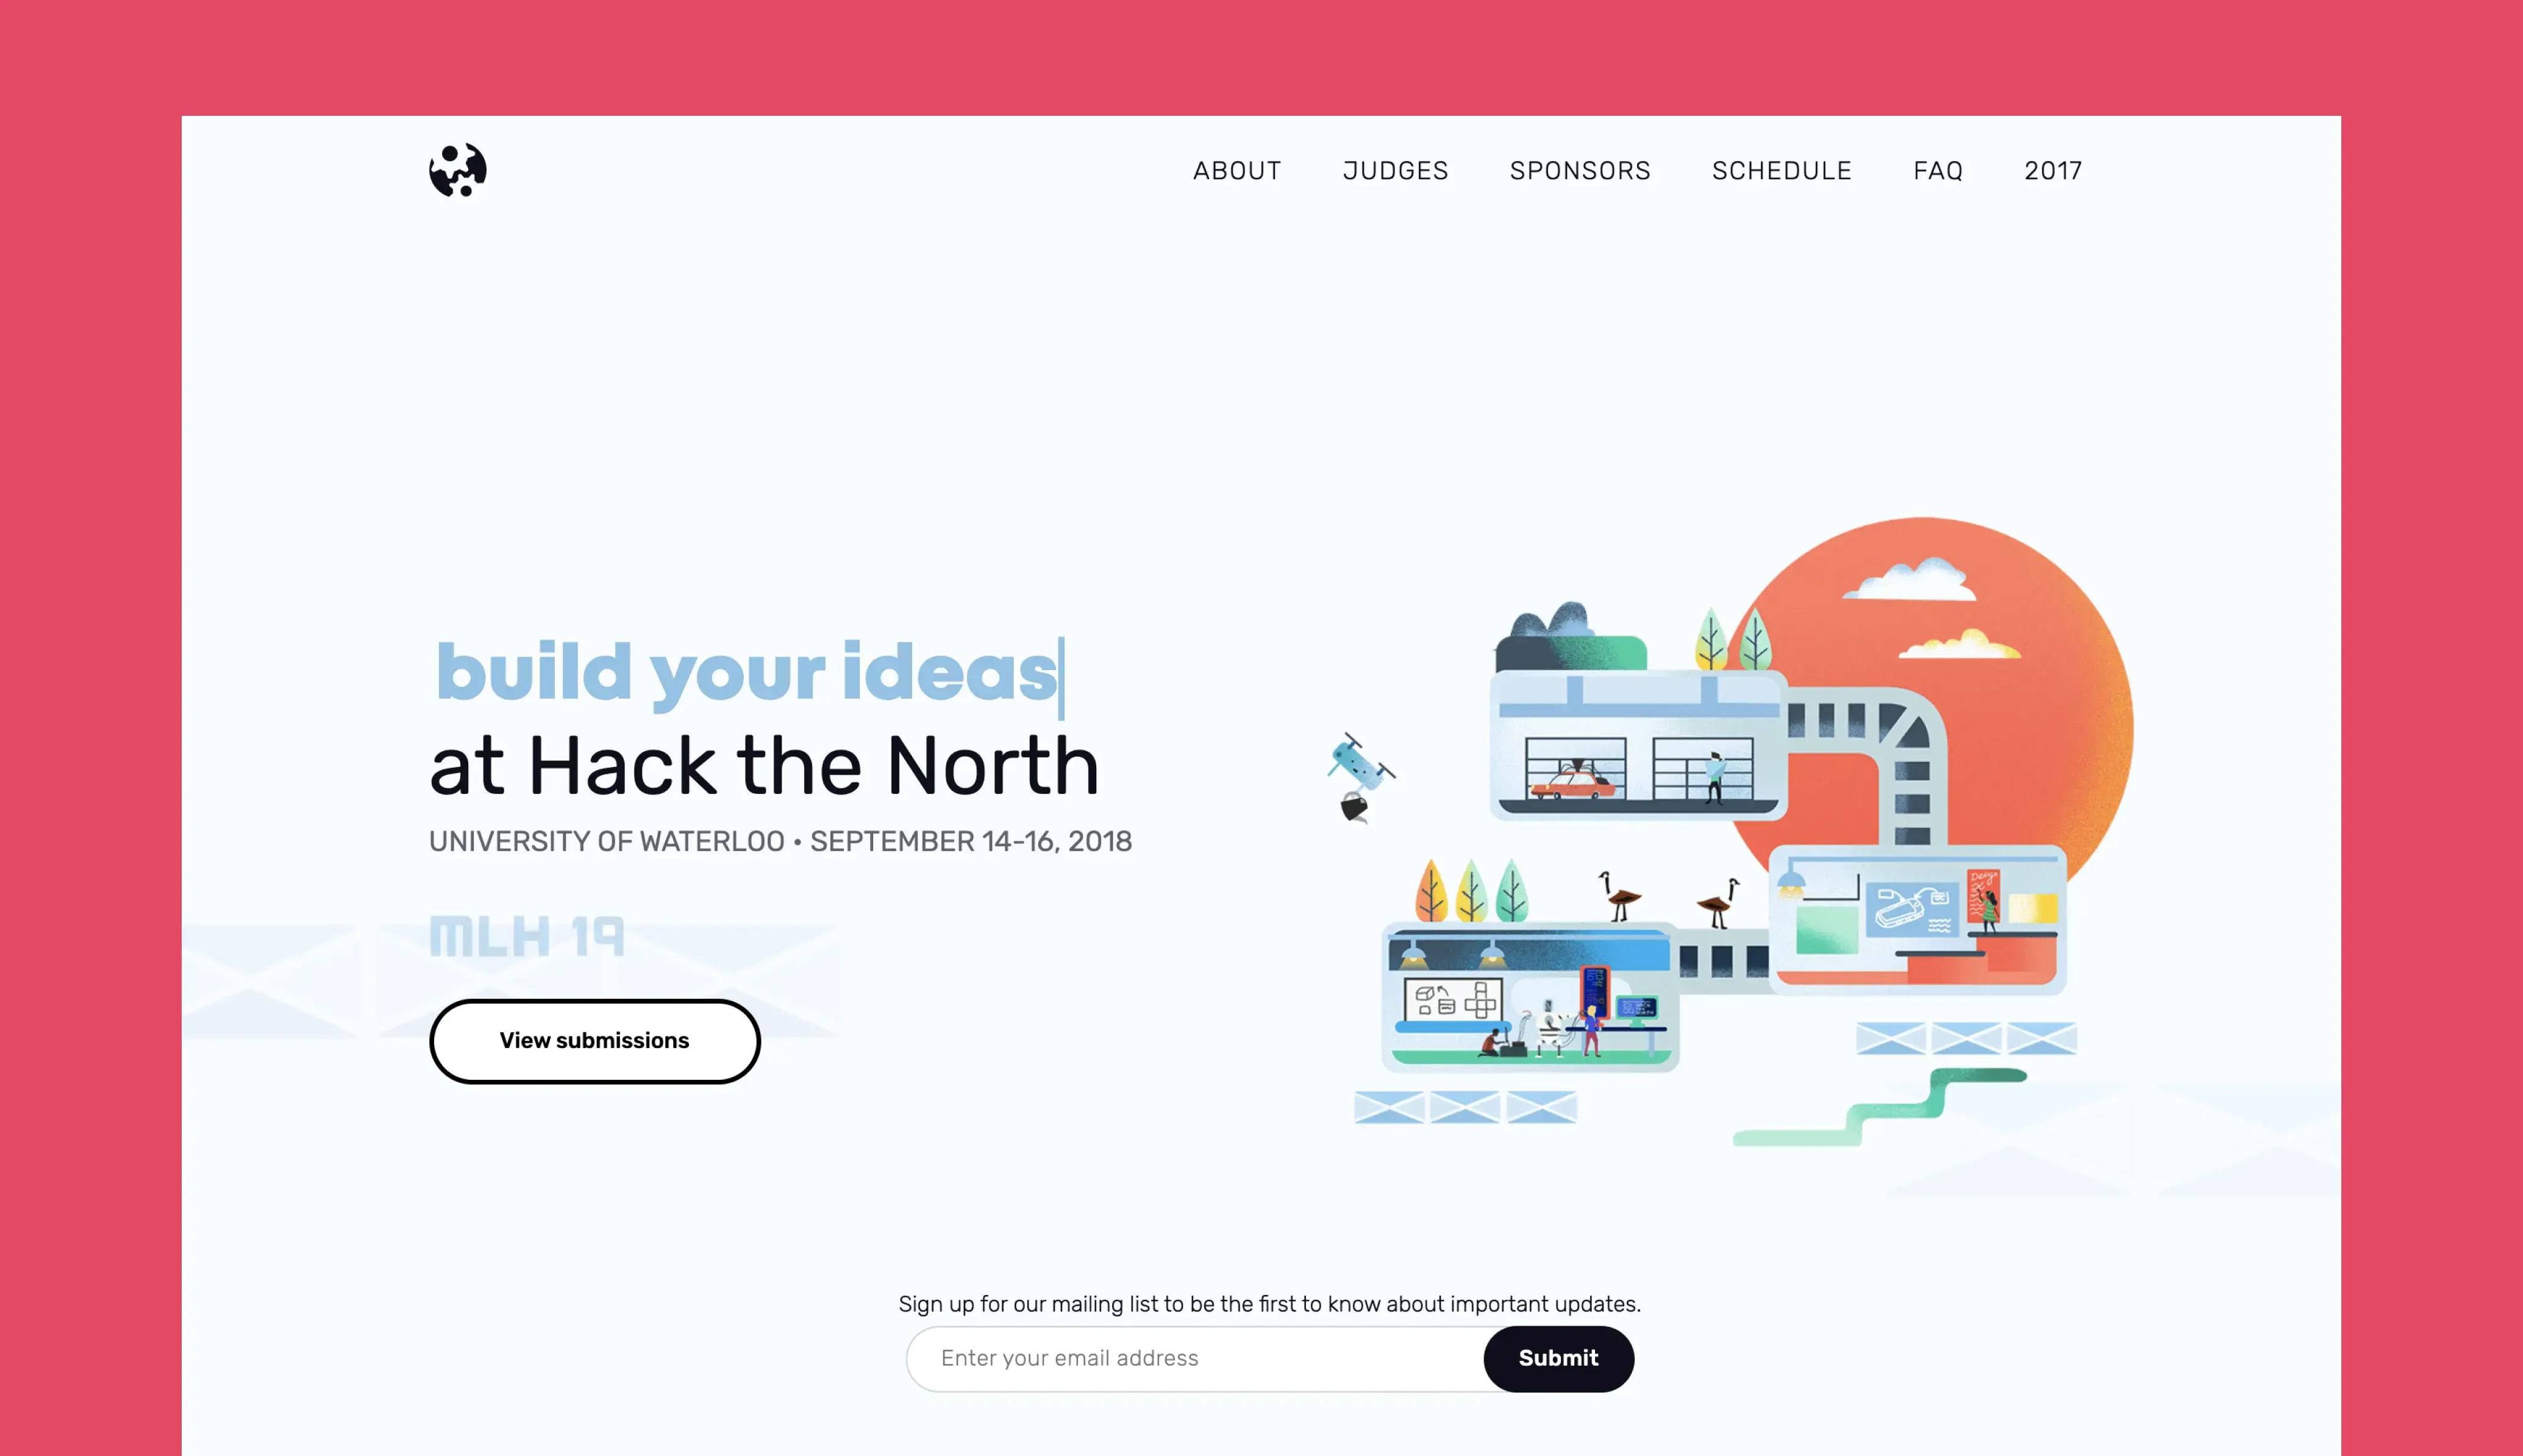 ABOUT JUDGES SPONSORS SCHEDULE FAQ 2017
build your ideas
at Hack the North
UNIVERSITY OF WATERLOO • SEPTEMBER 14-16, 2018
MLH 19
View submissions
Design
Sign up for our mailing list to be the first to know about important updates.
Enter your email address
Submit